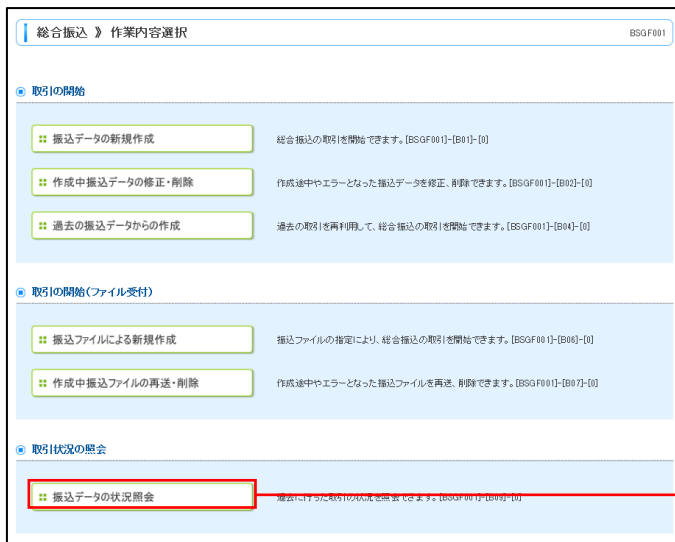 総合振込 》 作業内容選択
BSGF001
取引の開始
振込データの新規作成
総合振込の取引を開始できます。[BSGF001]-[B01]-[0]
作成中振込データの修正・削除
作成途中やエラーとなった振込データを修正、削除できます。[BSGF001]-[B02]-[0]
過去の振込データからの作成
過去の取引を再利用して、総合振込の取引を開始できます。[BSGF001]-[B04]-[0]
取引の開始(ファイル受付)
振込ファイルによる新規作成
振込ファイルの指定により、総合振込の取引を開始できます。[BSGF001]-[B06]-[0]
作成中振込ファイルの再送・削除
作成途中やエラーとなった振込ファイルを再送、削除できます。[BSGF001]-[B07]-[0]
取引状況の照会
振込データの状況照会
過去に行った取引の状況を照会できます。[BSGF001]-[B09]-[0]